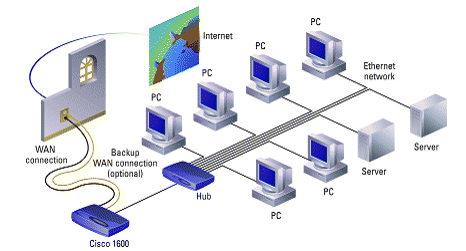 Internet
PC
PC
PC
PC
Ethernet
network
WAN
connection
Backup
WAN connection
(optional)
Hub
PC
PC
Server
Server
Cisco 1600